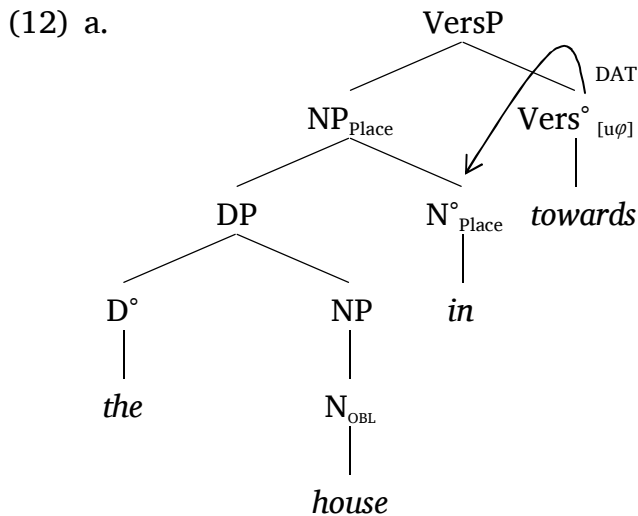 (12) a. VersP
DAT
NP_Place Vers°[uφ]
DP N°_Place towards
D° NP in
the N_OBL
house